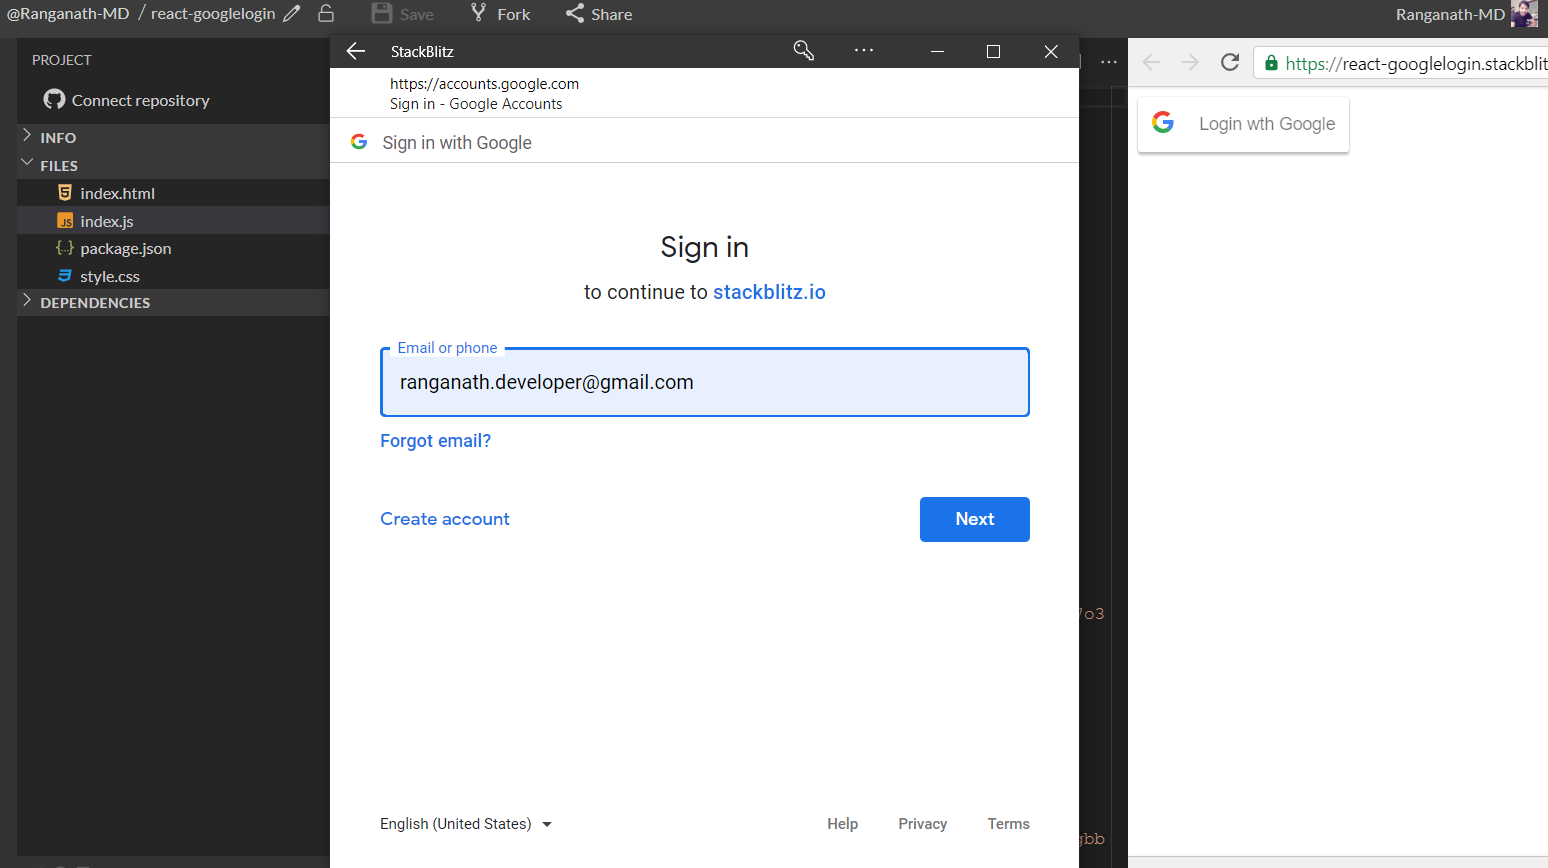 @Ranganath-MD / react-googlelogin
Save
Fork
Share
Ranganath-MD
PROJECT
Connect repository
INFO
FILES
index.html
index.js
package.json
style.css
DEPENDENCIES
StackBlitz
https://accounts.google.com
Sign in - Google Accounts
Sign in with Google
Sign in
to continue to stackblitz.io
Email or phone
ranganath.developer@gmail.com
Forgot email?
Create account
Next
English (United States)
Help
Privacy
Terms
o3
gbb
https://react-googlelogin.stackblit
Login wth Google